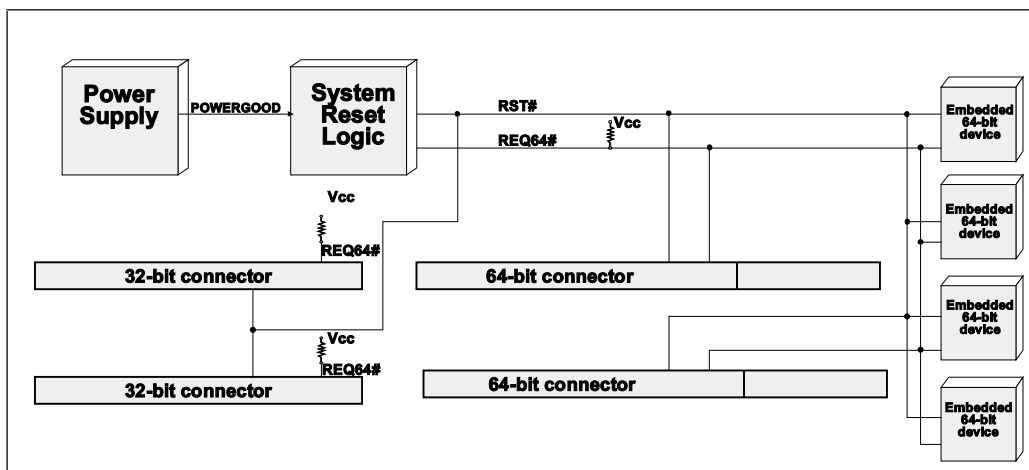 Power
Supply
POWERGOOD
System
Reset
Logic
RST#
Vcc
REQ64#
Embedded
64-bit
device
Vcc
REQ64#
Embedded
64-bit
device
32-bit connector
64-bit connector
Embedded
64-bit
device
Vcc
REQ64#
32-bit connector
64-bit connector
Embedded
64-bit
device